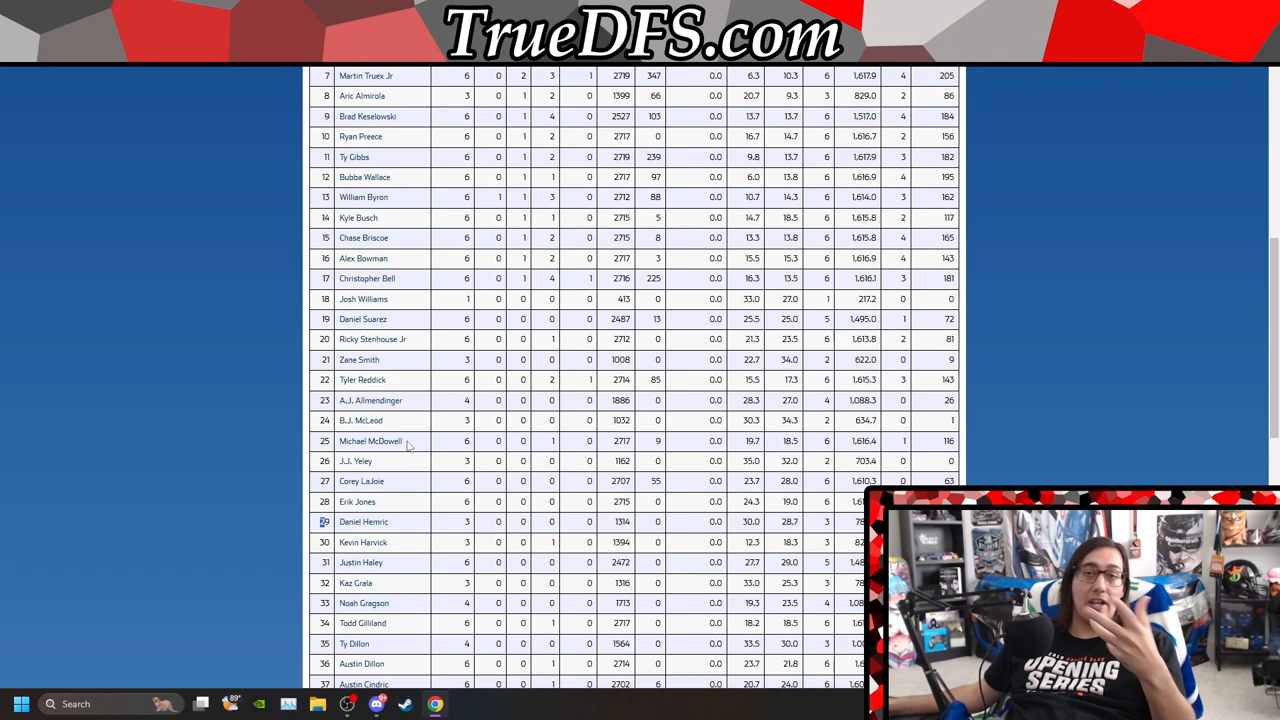 TrueDFS.com
7 Martin Truex Jr 6 0 2 3 1 2719 347 0.0 6.3 10.3 6 1,617.9 4 205
8 Aric Almirola 3 0 1 2 0 1399 66 0.0 20.7 9.3 3 829.0 2 86
9 Brad Keselowski 6 0 1 4 0 2527 103 0.0 13.7 13.7 6 1,517.0 4 184
10 Ryan Preece 6 0 1 2 0 2717 0 0.0 16.7 14.7 6 1,616.7 2 156
11 Ty Gibbs 6 0 1 2 0 2719 239 0.0 9.8 13.7 6 1,617.9 3 182
12 Bubba Wallace 6 0 1 1 0 2717 97 0.0 6.0 13.8 6 1,616.9 4 195
13 William Byron 6 1 1 3 0 2712 88 0.0 10.7 14.3 6 1,614.0 3 162
14 Kyle Busch 6 0 1 1 0 2715 5 0.0 14.7 18.5 6 1,615.8 2 117
15 Chase Briscoe 6 0 1 2 0 2715 8 0.0 13.3 13.8 6 1,615.8 4 165
16 Alex Bowman 6 0 1 2 0 2717 3 0.0 15.5 15.3 6 1,616.9 4 143
17 Christopher Bell 6 0 1 4 1 2716 225 0.0 16.3 13.5 6 1,616.1 3 181
18 Josh Williams 1 0 0 0 0 413 0 0.0 33.0 27.0 1 217.2 0 0
19 Daniel Suarez 6 0 0 0 0 2487 13 0.0 25.5 25.0 5 1,495.0 1 72
20 Ricky Stenhouse Jr 6 0 0 1 0 2712 0 0.0 21.3 23.5 6 1,613.8 2 81
21 Zane Smith 3 0 0 0 0 1008 0 0.0 22.7 34.0 2 622.0 0 9
22 Tyler Reddick 6 0 0 2 1 2714 85 0.0 15.5 17.3 6 1,615.3 3 143
23 A.J. Allmendinger 4 0 0 0 0 1886 0 0.0 28.3 27.0 4 1,088.3 0 26
24 B.J. McLeod 3 0 0 0 0 1032 0 0.0 30.3 34.3 2 634.7 0 1
25 Michael McDowell 6 0 0 1 0 2717 9 0.0 19.7 18.5 6 1,616.4 1 116
26 J.J. Yeley 3 0 0 0 0 1162 0 0.0 35.0 32.0 2 703.4 0 0
27 Corey LaJoie 6 0 0 0 0 2707 55 0.0 23.7 28.0 6 1,610.3 0 63
28 Erik Jones 6 0 0 0 0 2715 0 0.0 24.3 19.0 6
29 Daniel Hemric 3 0 0 0 0 1314 0 0.0 30.0 28.7 3
30 Kevin Harvick 3 0 0 1 0 1394 0 0.0 12.3 18.3 3
31 Justin Haley 6 0 0 0 0 2472 0 0.0 27.7 29.0 5
32 Kaz Grala 3 0 0 0 0 1316 0 0.0 33.0 25.3 3
33 Noah Gragson 4 0 0 0 0 1713 0 0.0 19.3 23.5 4
34 Todd Gilliland 6 0 0 1 0 2717 0 0.0 18.2 18.5 6
35 Ty Dillon 4 0 0 0 0 1564 0 0.0 33.5 30.0 3
36 Austin Dillon 6 0 0 1 0 2714 0 0.0 23.7 21.8 6
37 Austin Cindric 6 0 0 1 0 2702 6 0.0 20.7 24.0 6
OPENING
SERIES
Search
89°